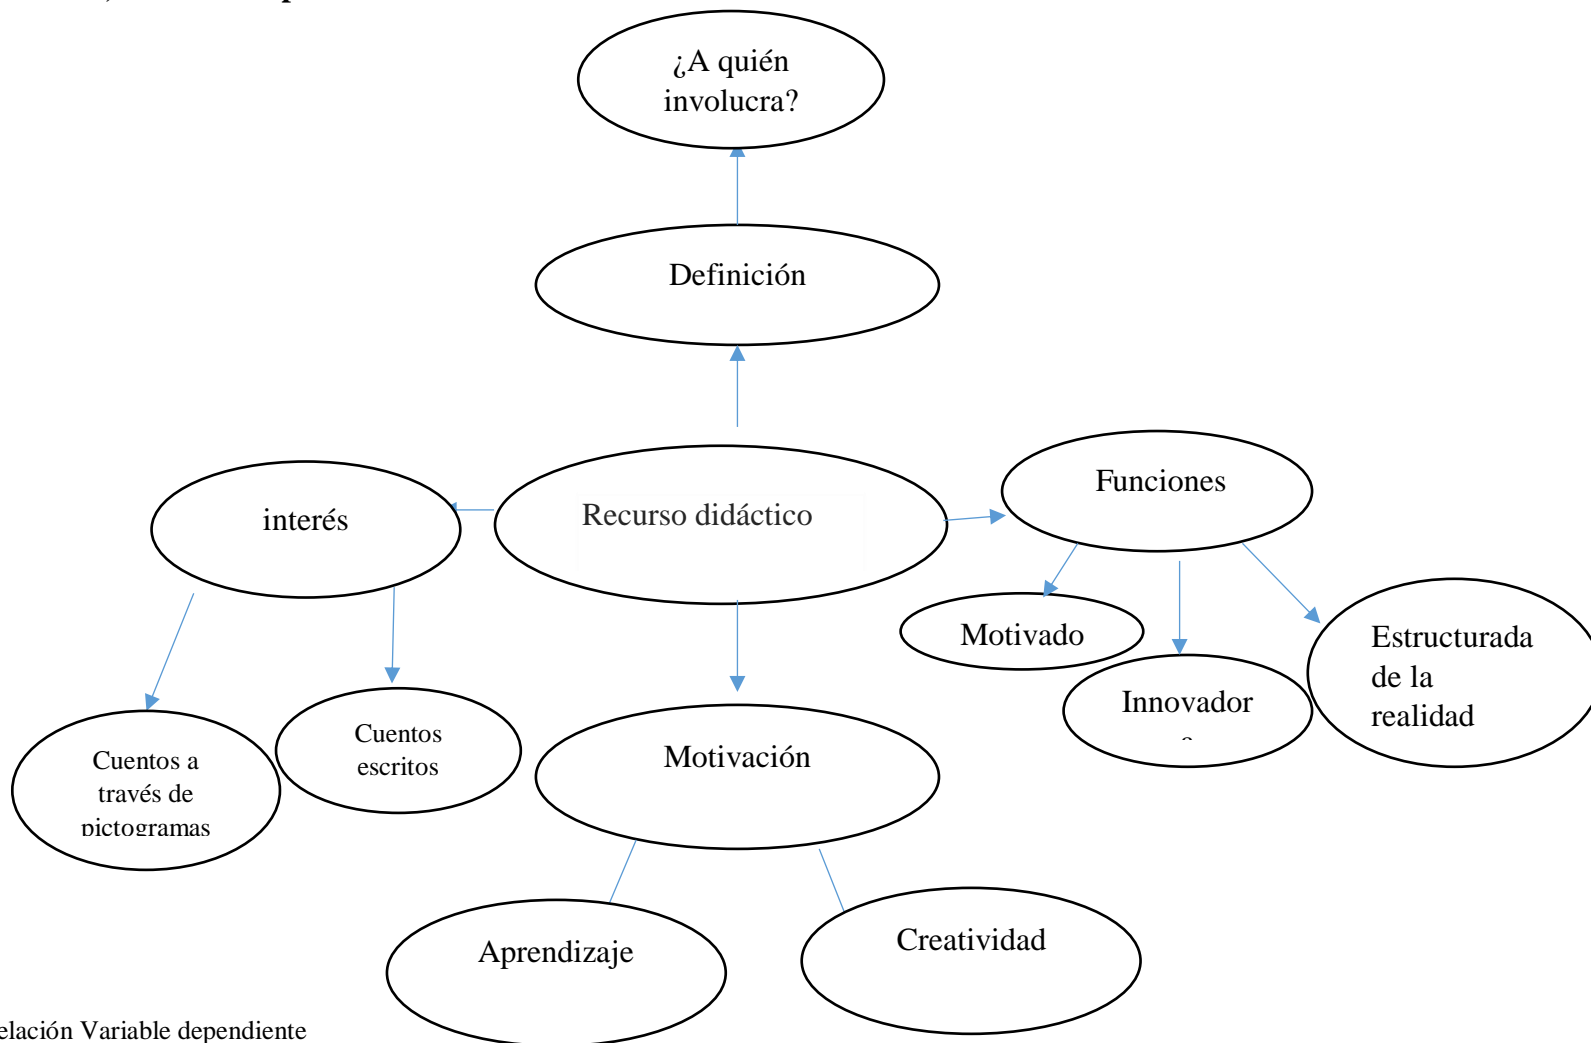 ¿A quién
involucra?
Definición
Recurso didáctico
interés
Funciones
Motivado
Innovador
Estructurada
de la
realidad
Cuentos a
través de
pictogramas
Cuentos
escritos
Motivación
Aprendizaje
Creatividad
elación Variable dependiente